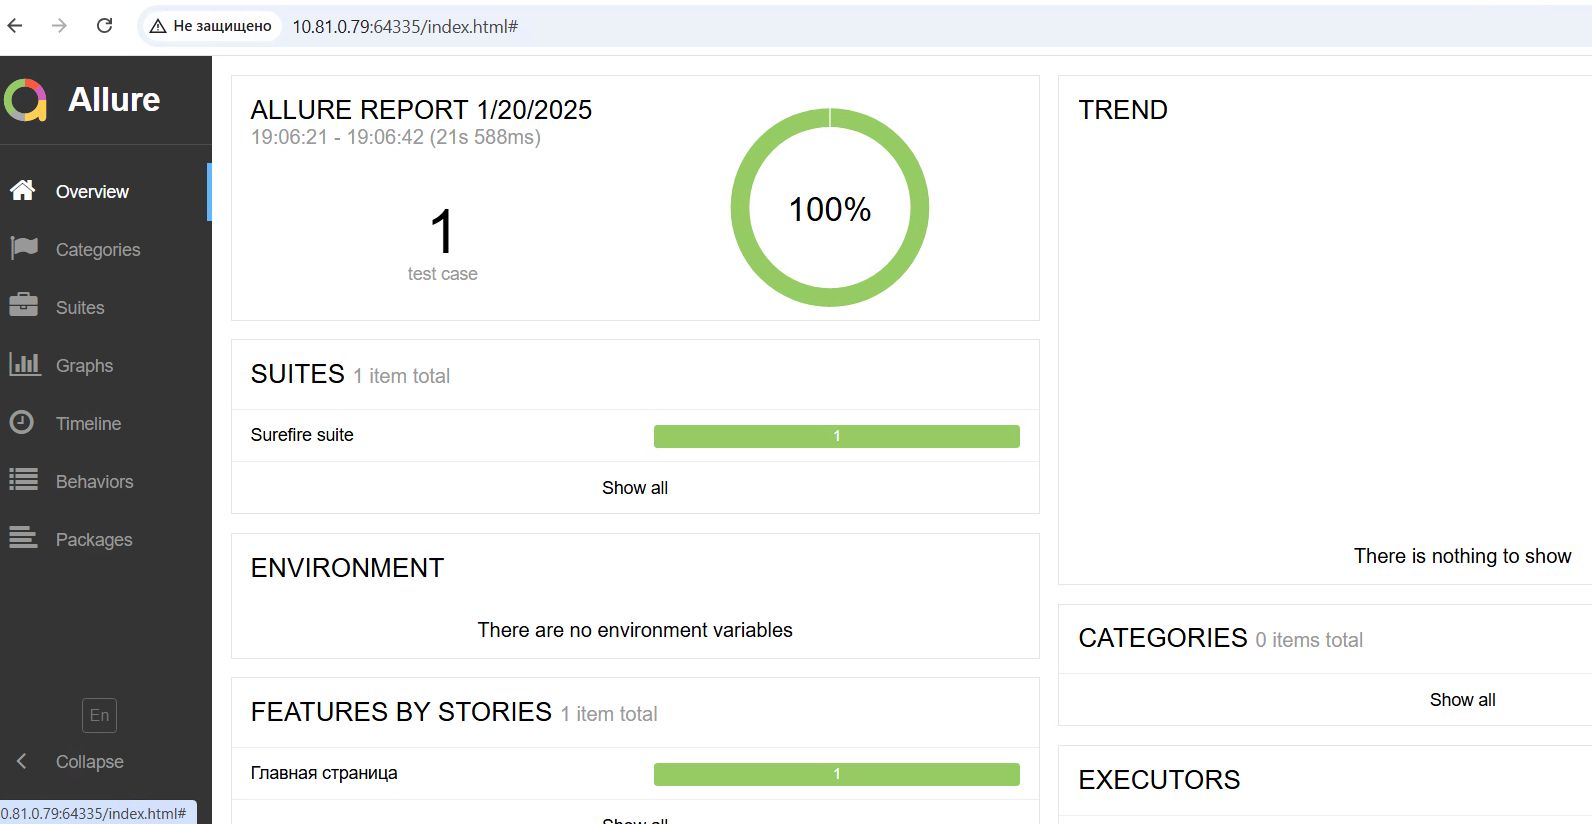 Не защищено
10.81.0.79:64335/index.html#
Allure
Overview
Categories
Suites
Graphs
Timeline
Behaviors
Packages
En
Collapse
0.81.0.79:64335/index.html#
ALLURE REPORT 1/20/2025
19:06:21 - 19:06:42 (21s 588ms)
1
test case
100%
SUITES 1 item total
Surefire suite
1
Show all
ENVIRONMENT
There are no environment variables
FEATURES BY STORIES 1 item total
Главная страница
1
Show all
TREND
There is nothing to show
CATEGORIES 0 items total
Show all
EXECUTORS